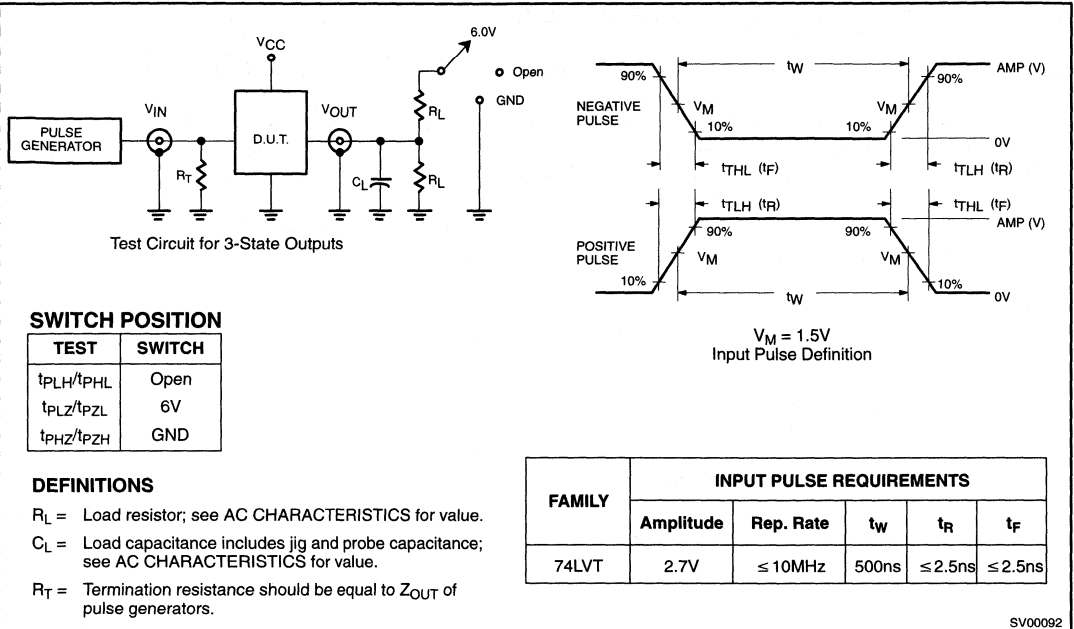 6.0V
VCC
Open
GND
VIN
VOUT
RL
PULSE
GENERATOR
D.U.T.
RT
CL
RL
Test Circuit for 3-State Outputs
tW
AMP (V)
90%
90%
NEGATIVE
PULSE
VM
VM
10%
10%
0V
tTHL (tF)
tTLH (tR)
tTLH (tR)
tTHL (tF)
AMP (V)
90%
90%
POSITIVE
PULSE
VM
VM
10%
10%
tW
0V
VM = 1.5V
Input Pulse Definition
SWITCH POSITION
TEST SWITCH
tPLH/tPHL Open
tPLZ/tPZL 6V
tPHZ/tPZH GND
DEFINITIONS
RL = Load resistor; see AC CHARACTERISTICS for value.
CL = Load capacitance includes jig and probe capacitance;
see AC CHARACTERISTICS for value.
RT = Termination resistance should be equal to ZOUT of
pulse generators.
FAMILY INPUT PULSE REQUIREMENTS
Amplitude Rep. Rate tW tR tF
74LVT 2.7V ≤10MHz 500ns ≤2.5ns ≤2.5ns
SV00092